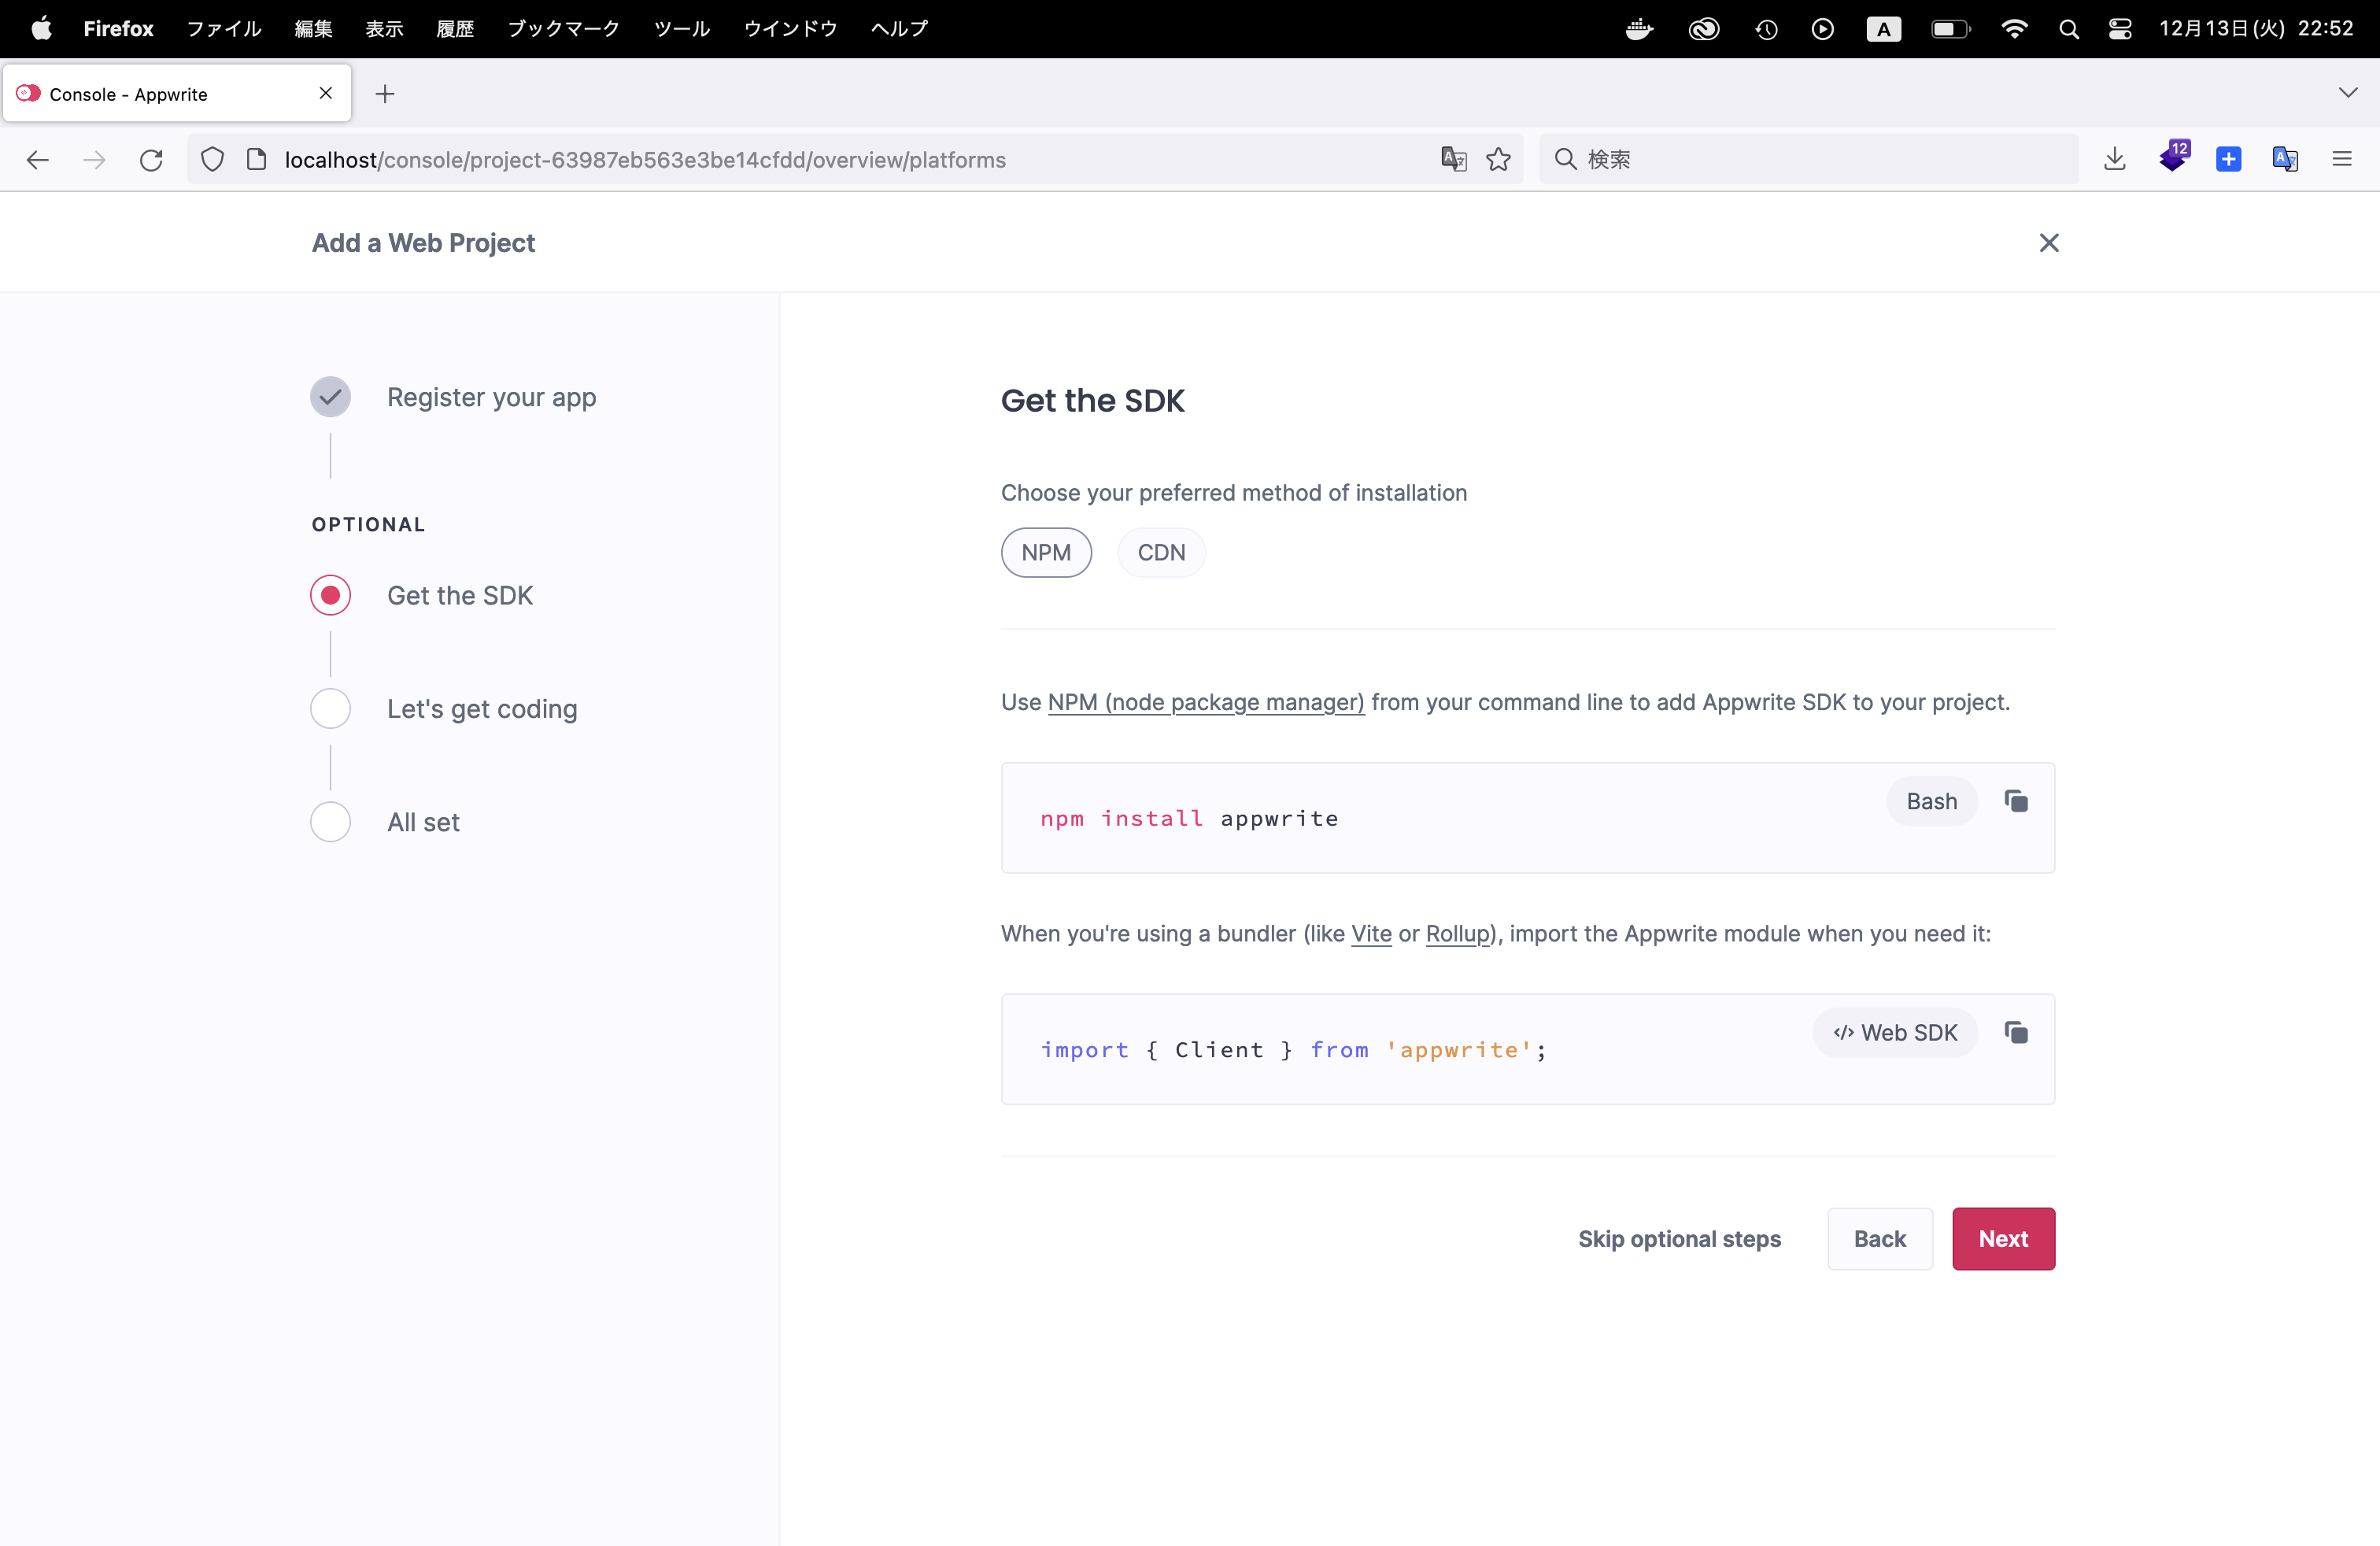 Firefox ファイル 編集 表示 履歴 ブックマーク ツール ウインドウ ヘルプ A 12月13日(火) 22:52
Console - Appwrite
localhost/console/project-63987eb563e3be14cfdd/overview/platforms 検索 12
Add a Web Project
Register your app
OPTIONAL
Get the SDK
Let's get coding
All set
Get the SDK
Choose your preferred method of installation
NPM CDN
Use NPM (node package manager) from your command line to add Appwrite SDK to your project.
Bash
npm install appwrite
When you're using a bundler (like Vite or Rollup), import the Appwrite module when you need it:
</> Web SDK
import { Client } from 'appwrite';
Skip optional steps Back Next